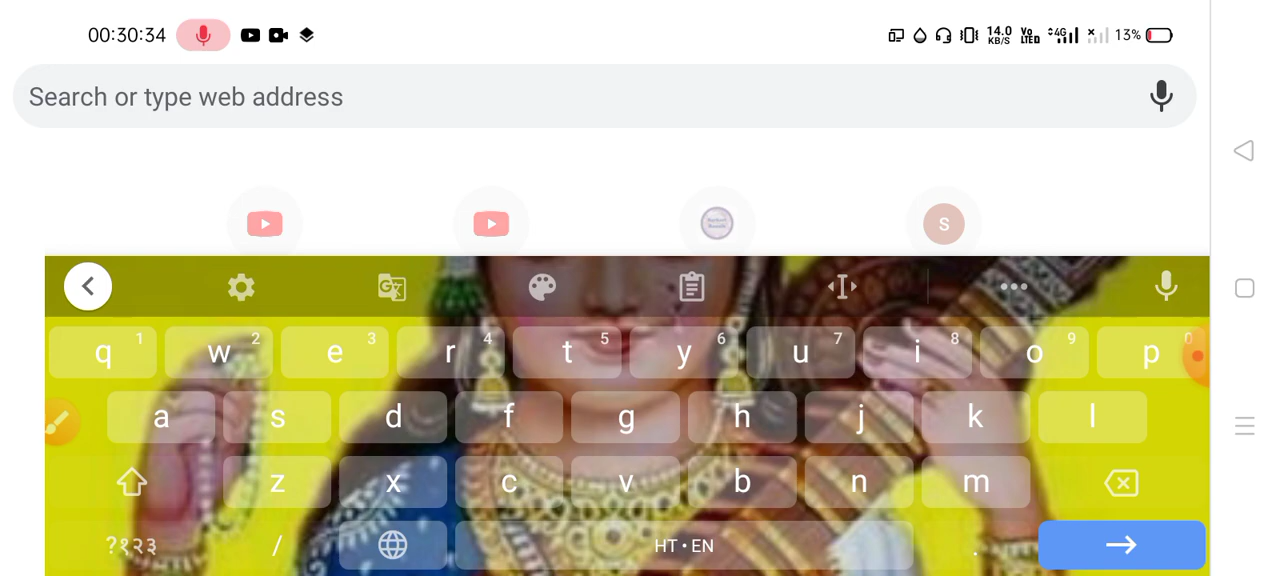 00:30:34 14.0 KB/S Vo LTE 4G 13%
Search or type web address
S
q 1 w 2 e 3 r 4 t 5 y 6 u 7 i 8 o 9 p 0
a s d f g h j k l
z x c v b n m
?१२३ / HT • EN .